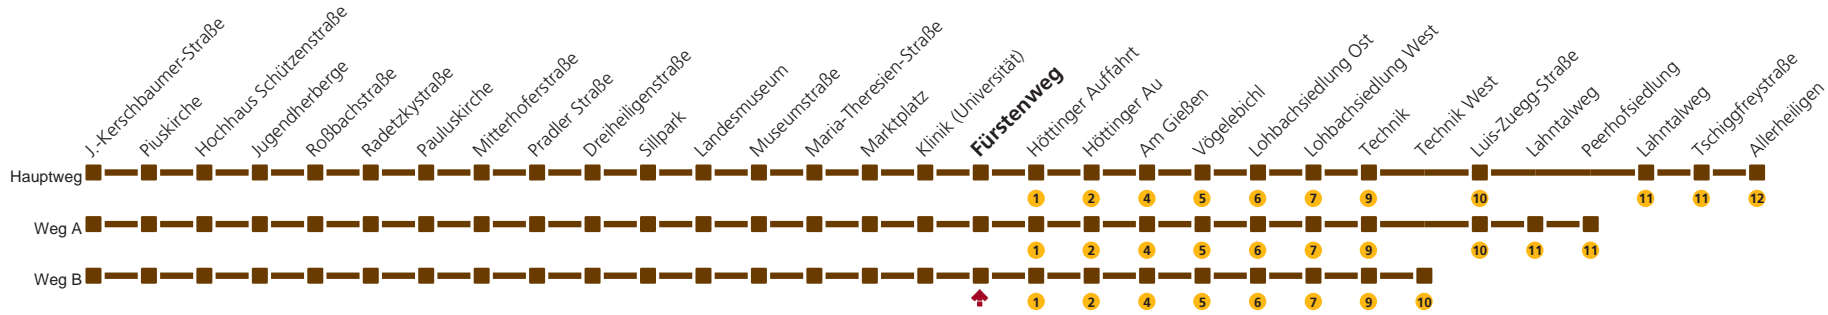 J.-Kerschbaumer-Straße
Piuskirche
Hochhaus Schützenstraße
Jugendherberge
Roßbachstraße
Radetzkystraße
Pauluskirche
Mitterhoferstraße
Pradler Straße
Dreiheiligenstraße
Sillpark
Landesmuseum
Museumstraße
Maria-Theresien-Straße
Marktplatz
Klinik (Universität)
Fürstenweg
Höttinger Auffahrt
Höttinger Au
Am Gießen
Vögelebichl
Lohbachsiedlung Ost
Lohbachsiedlung West
Technik
Technik West
Luis-Zuegg-Straße
Lahntalweg
Peerhofsiedlung
Lahntalweg
Tschiggfreystraße
Allerheiligen
Hauptweg
1 2 4 5 6 7 9 10 11 11 12
Weg A
1 2 4 5 6 7 9 10 11 11
Weg B
1 2 4 5 6 7 9 10